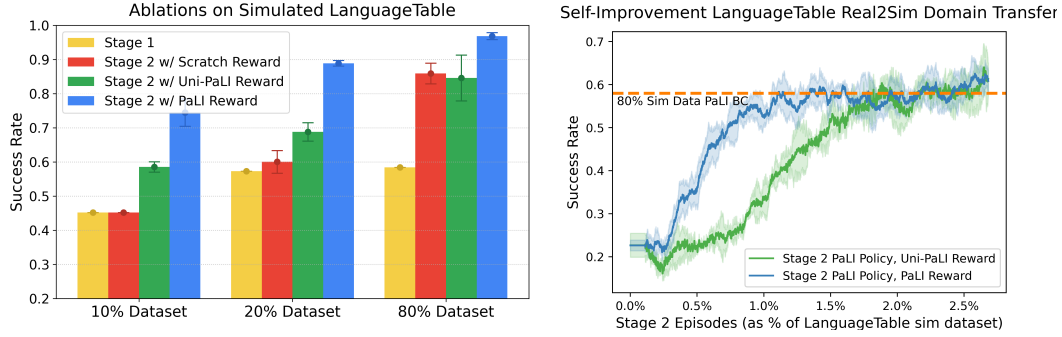 Ablations on Simulated LanguageTable
Success Rate
1.0
0.9
0.8
0.7
0.6
0.5
0.4
0.3
0.2
Stage 1
Stage 2 w/ Scratch Reward
Stage 2 w/ Uni-PaLI Reward
Stage 2 w/ PaLI Reward
10% Dataset
20% Dataset
80% Dataset
Self-Improvement LanguageTable Real2Sim Domain Transfer
Success Rate
0.7
0.6
0.5
0.4
0.3
0.2
80% Sim Data PaLI BC
Stage 2 PaLI Policy, Uni-PaLI Reward
Stage 2 PaLI Policy, PaLI Reward
0.0%
0.5%
1.0%
1.5%
2.0%
2.5%
Stage 2 Episodes (as % of LanguageTable sim dataset)